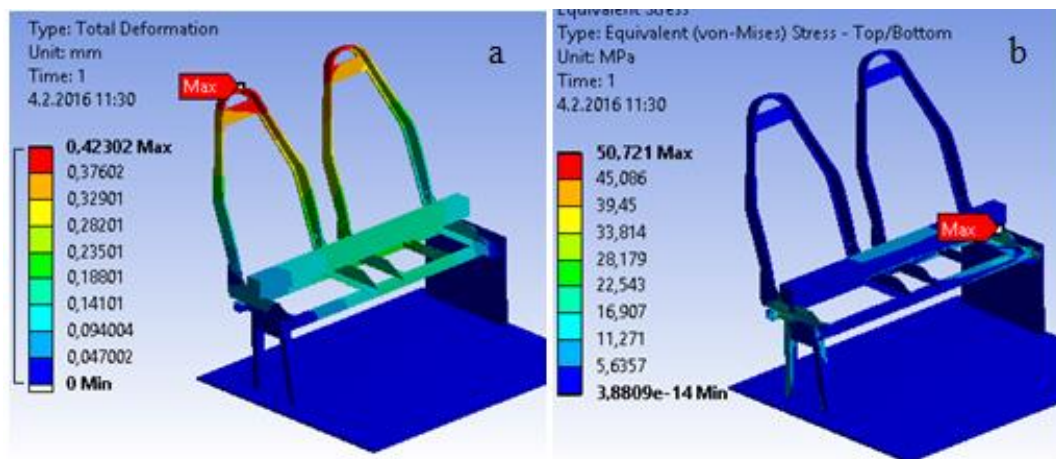 Type: Total Deformation
Unit: mm
Time: 1
4.2.2016 11:30
a
Max
0,42302 Max
0,37602
0,32901
0,28201
0,23501
0,18801
0,14101
0,094004
0,047002
0 Min
Equivalent Stress
Type: Equivalent (von-Mises) Stress - Top/Bottom
Unit: MPa
Time: 1
4.2.2016 11:30
b
50,721 Max
45,086
39,45
33,814
28,179
22,543
16,907
11,271
5,6357
3,8809e-14 Min
Max